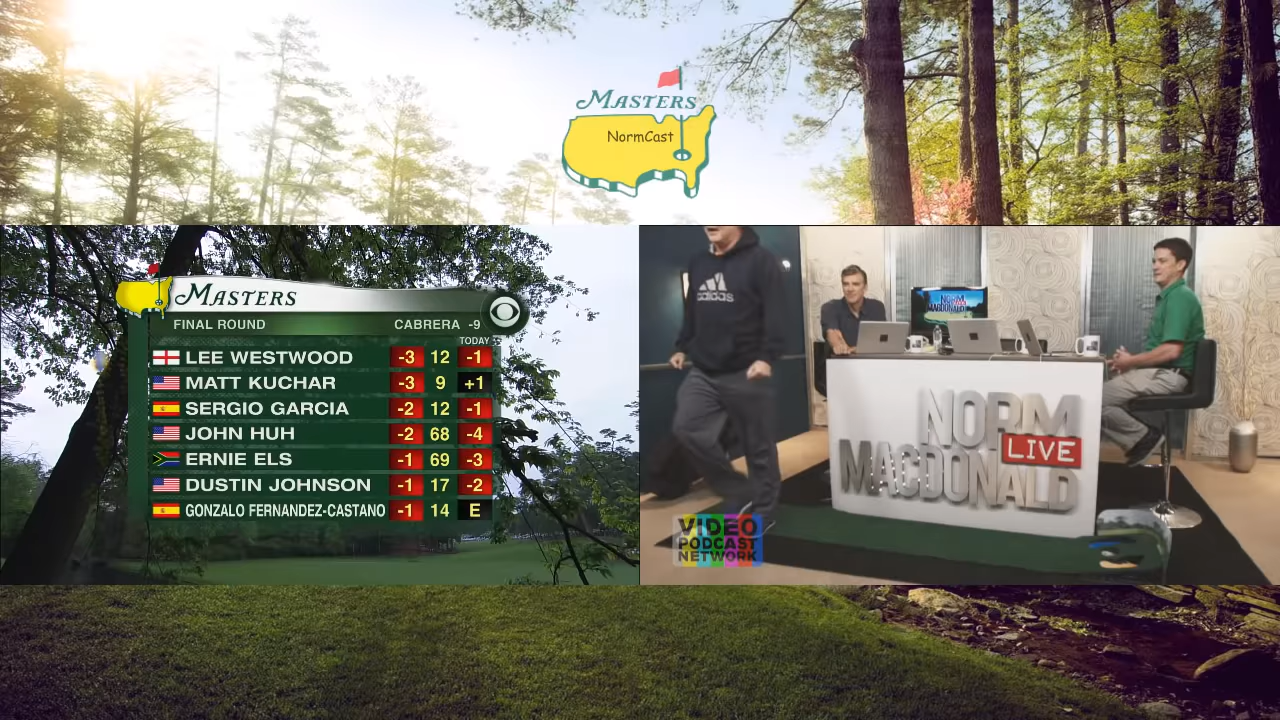 MASTERS
NormCast
MASTERS
FINAL ROUND CABRERA -9
TODAY
LEE WESTWOOD -3 12 -1
MATT KUCHAR -3 9 +1
SERGIO GARCIA -2 12 -1
JOHN HUH -2 68 -4
ERNIE ELS -1 69 -3
DUSTIN JOHNSON -1 17 -2
GONZALO FERNANDEZ-CASTANO -1 14 E
adidas
NORM
MACDONALD
NORM
LIVE
MACDONALD
VIDEO
PODCAST
NETWORK